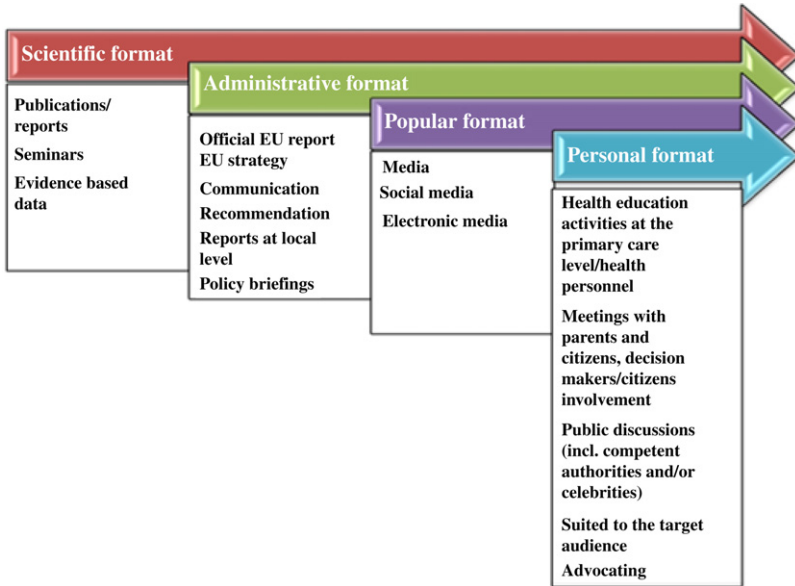 Scientific format
Publications/
reports
Seminars
Evidence based
data
Administrative format
Official EU report
EU strategy
Communication
Recommendation
Reports at local
level
Policy briefings
Popular format
Media
Social media
Electronic media
Personal format
Health education
activities at the
primary care
level/health
personnel
Meetings with
parents and
citizens, decision
makers/citizens
involvement
Public discussions
(incl. competent
authorities and/or
celebrities)
Suited to the target
audience
Advocating